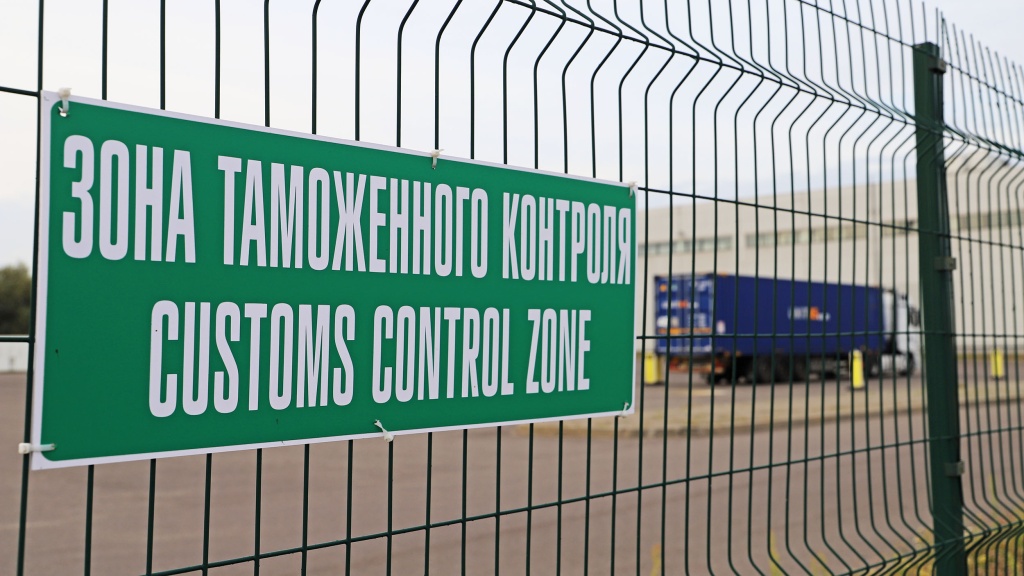 ЗОНА ТАМОЖЕННОГО КОНТРОЛЯ
CUSTOMS CONTROL ZONE